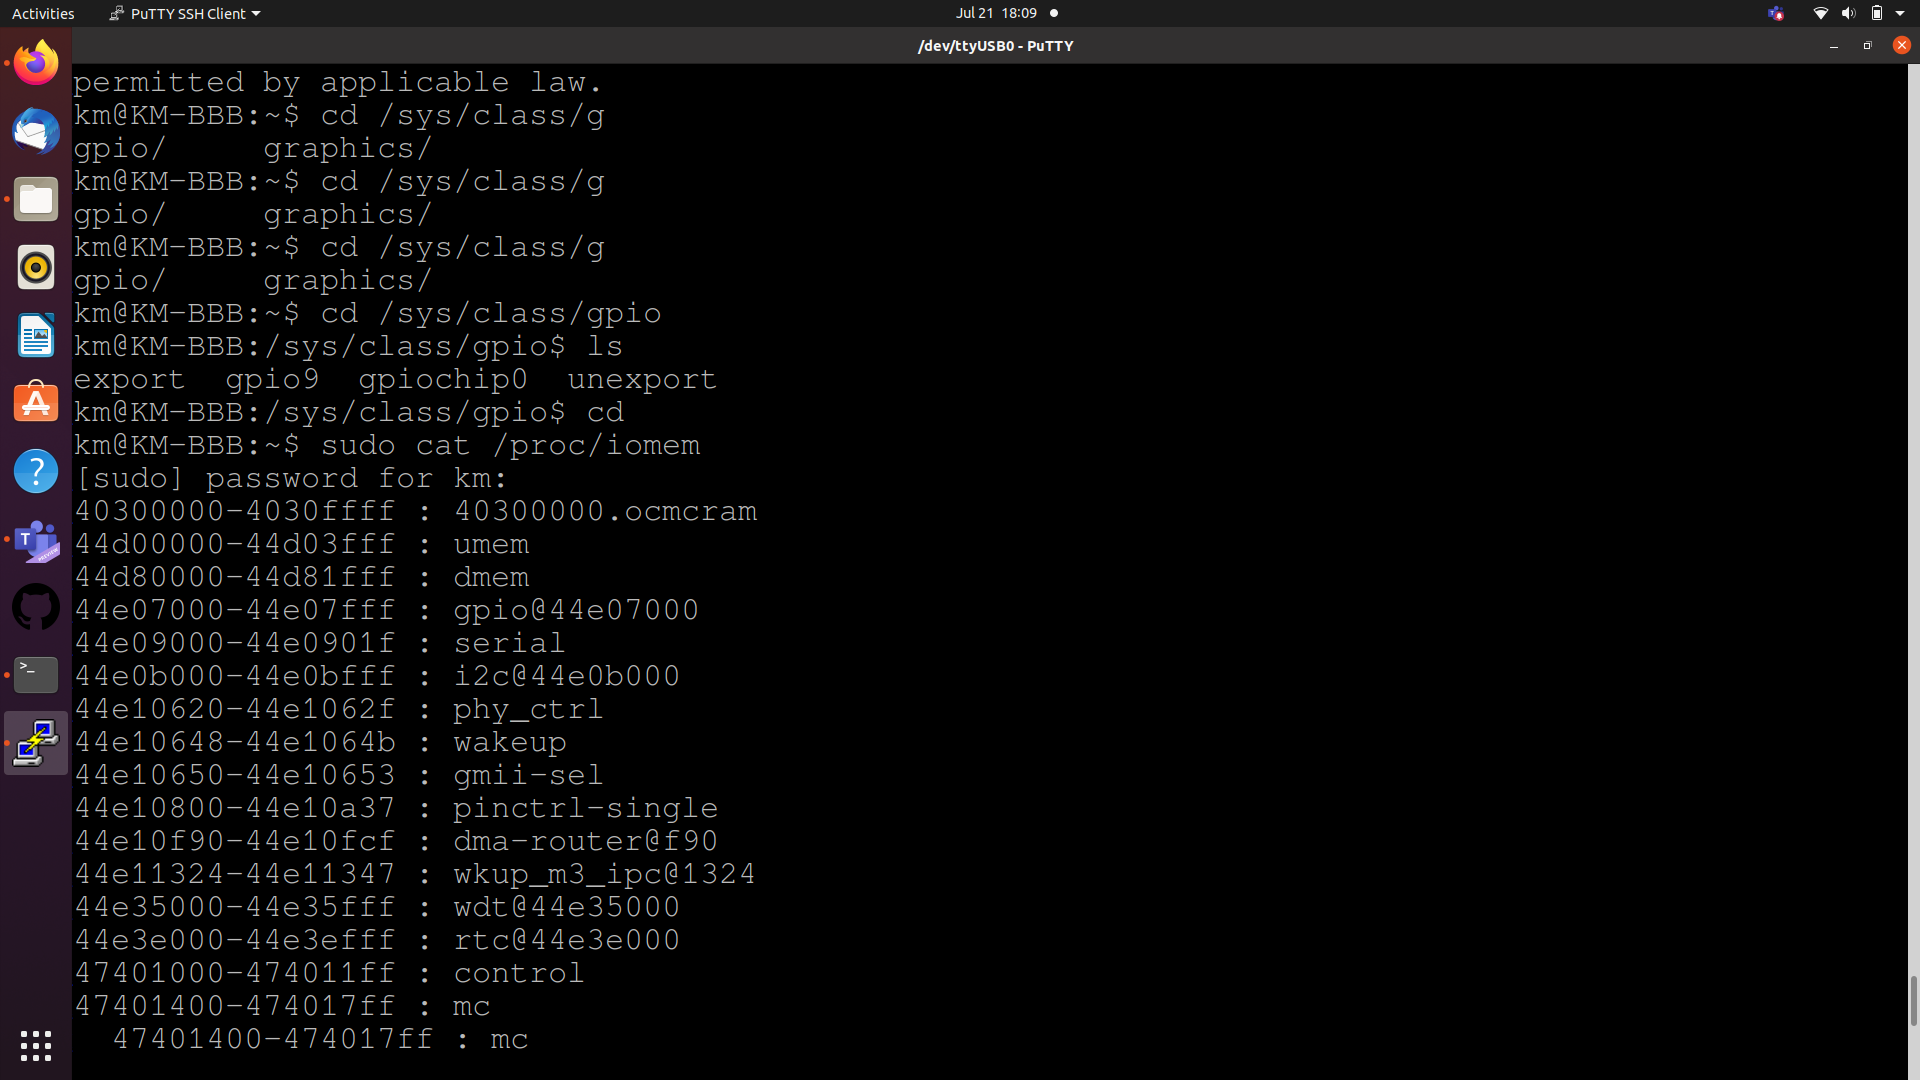 Activities PuTTY SSH Client Jul 21 18:09
/dev/ttyUSB0 - PuTTY
permitted by applicable law.
km@KM-BBB:~$ cd /sys/class/g
gpio/ graphics/
km@KM-BBB:~$ cd /sys/class/g
gpio/ graphics/
km@KM-BBB:~$ cd /sys/class/g
gpio/ graphics/
km@KM-BBB:~$ cd /sys/class/gpio
km@KM-BBB:/sys/class/gpio$ ls
export gpio9 gpiochip0 unexport
km@KM-BBB:/sys/class/gpio$ cd
km@KM-BBB:~$ sudo cat /proc/iomem
[sudo] password for km:
40300000-4030ffff : 40300000.ocmcram
44d00000-44d03fff : umem
44d80000-44d81fff : dmem
44e07000-44e07fff : gpio@44e07000
44e09000-44e0901f : serial
44e0b000-44e0bfff : i2c@44e0b000
44e10620-44e1062f : phy_ctrl
44e10648-44e1064b : wakeup
44e10650-44e10653 : gmii-sel
44e10800-44e10a37 : pinctrl-single
44e10f90-44e10fcf : dma-router@f90
44e11324-44e11347 : wkup_m3_ipc@1324
44e35000-44e35fff : wdt@44e35000
44e3e000-44e3efff : rtc@44e3e000
47401000-474011ff : control
47401400-474017ff : mc
47401400-474017ff : mc